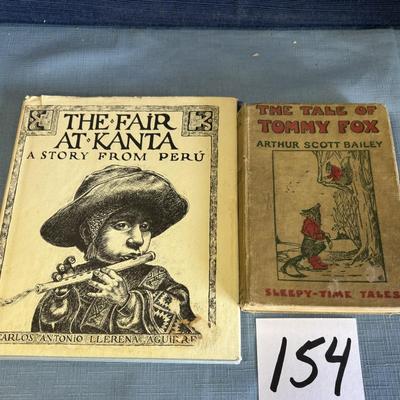 THE·FAIR
AT·KANTA
A STORY FROM PERÚ
CARLOS ANTONIO LLERENA AGUIRRE
THE TALE OF
TOMMY FOX
ARTHUR SCOTT BAILEY
SLEEPY-TIME TALES
154